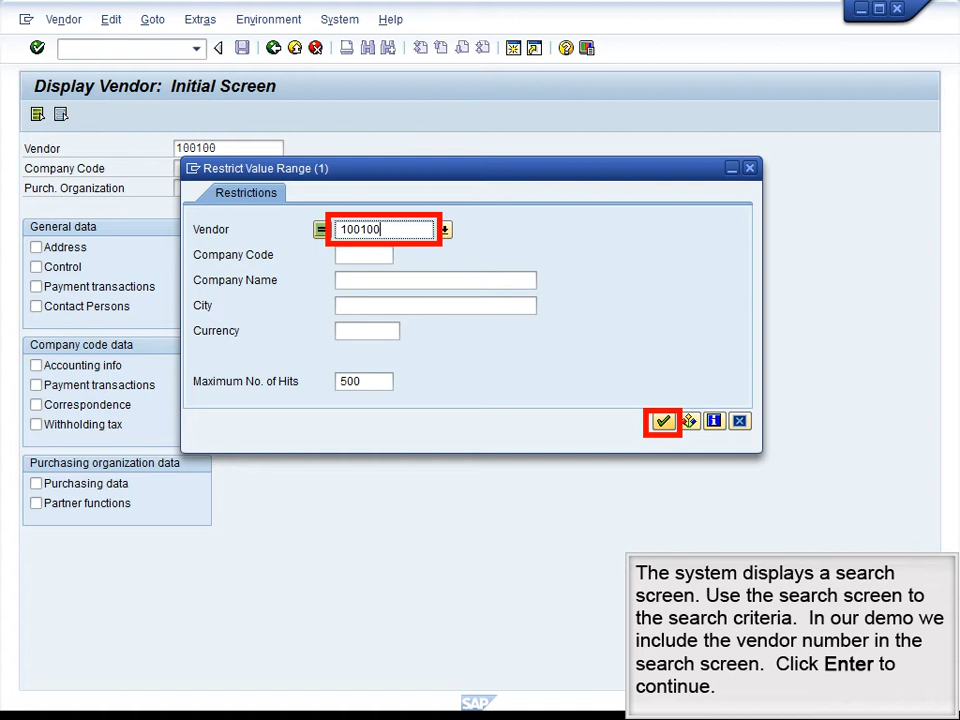 Vendor Edit Goto Extras Environment System Help
Display Vendor: Initial Screen
Vendor 100100
Company Code
Purch. Organization
General data
Address
Control
Payment transactions
Contact Persons
Company code data
Accounting info
Payment transactions
Correspondence
Withholding tax
Purchasing organization data
Purchasing data
Partner functions
Restrict Value Range (1)
Restrictions
Vendor = 100100
Company Code
Company Name
City
Currency
Maximum No. of Hits 500
The system displays a search
screen. Use the search screen to
the search criteria. In our demo we
include the vendor number in the
search screen. Click Enter to
continue.
SAP